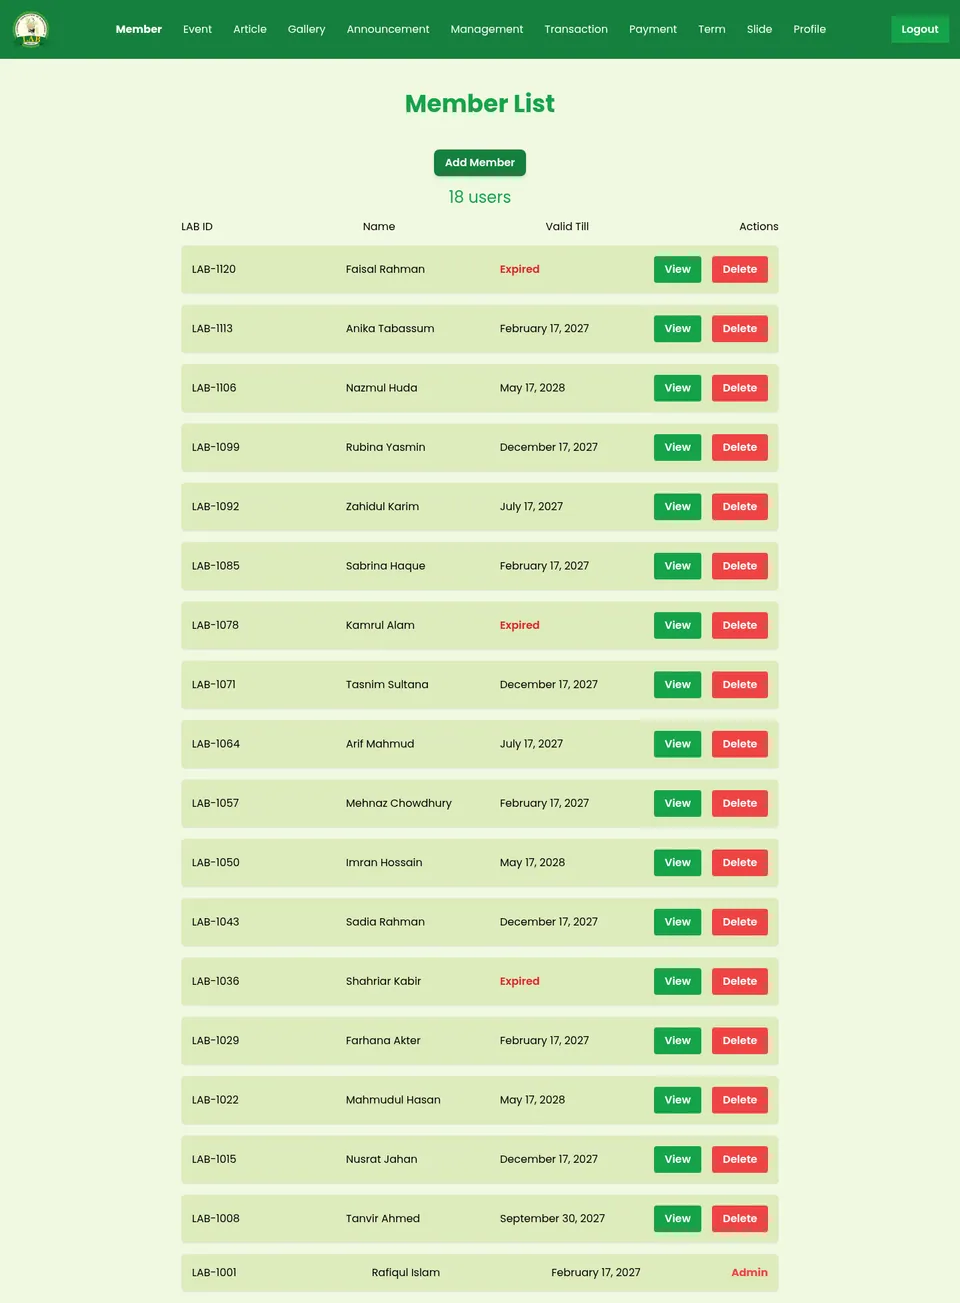 Member Event Article Gallery Announcement Management Transaction Payment Term Slide Profile Logout
Member List
Add Member
18 users
LAB ID Name Valid Till Actions
LAB-1120 Faisal Rahman Expired View Delete
LAB-1113 Anika Tabassum February 17, 2027 View Delete
LAB-1106 Nazmul Huda May 17, 2028 View Delete
LAB-1099 Rubina Yasmin December 17, 2027 View Delete
LAB-1092 Zahidul Karim July 17, 2027 View Delete
LAB-1085 Sabrina Haque February 17, 2027 View Delete
LAB-1078 Kamrul Alam Expired View Delete
LAB-1071 Tasnim Sultana December 17, 2027 View Delete
LAB-1064 Arif Mahmud July 17, 2027 View Delete
LAB-1057 Mehnaz Chowdhury February 17, 2027 View Delete
LAB-1050 Imran Hossain May 17, 2028 View Delete
LAB-1043 Sadia Rahman December 17, 2027 View Delete
LAB-1036 Shahriar Kabir Expired View Delete
LAB-1029 Farhana Akter February 17, 2027 View Delete
LAB-1022 Mahmudul Hasan May 17, 2028 View Delete
LAB-1015 Nusrat Jahan December 17, 2027 View Delete
LAB-1008 Tanvir Ahmed September 30, 2027 View Delete
LAB-1001 Rafiqul Islam February 17, 2027 Admin